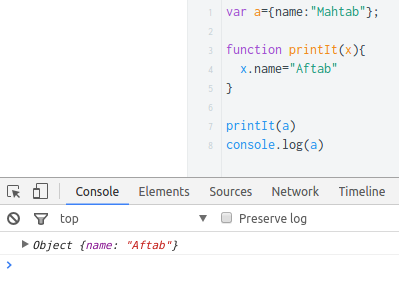 1 var a={name:"Mahtab"};
2
3 function printIt(x){
4 x.name="Aftab"
5 }
6
7 printIt(a)
8 console.log(a)
Console Elements Sources Network Timeline
top Preserve log
Object {name: "Aftab"}